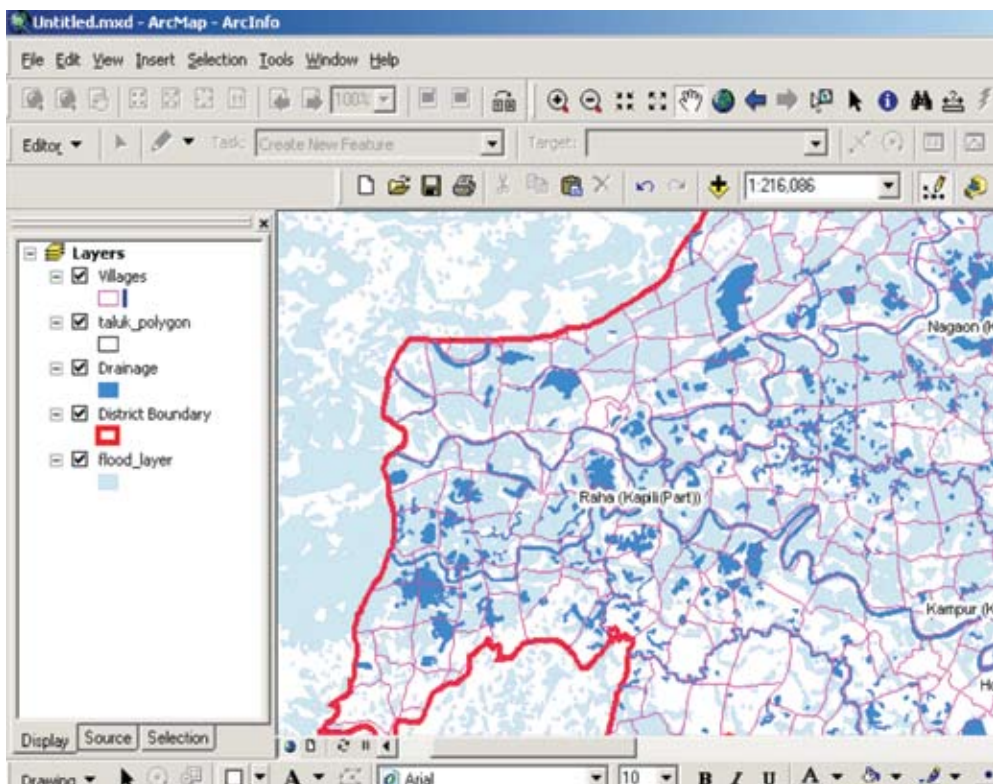 Untitled.mxd - ArcMap - ArcInfo
File Edit View Insert Selection Tools Window Help
100%
Editor Task: Create New Feature Target:
1:216,086
Layers
Villages
taluk_polygon
Drainage
District Boundary
flood_layer
Nagaon (K
Raha (Kapili(Part))
Kampur (K
Ho
Display Source Selection
Drawing A Arial 10 B I U A